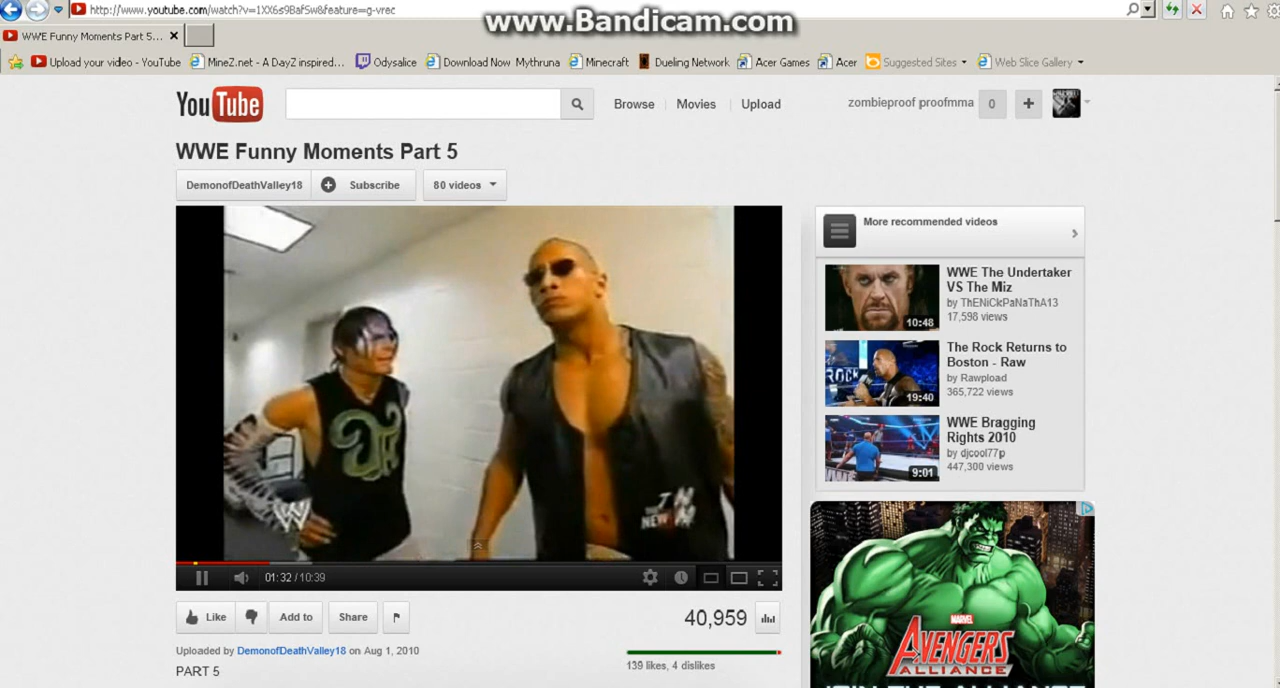 http://www.youtube.com/watch?v=1XX6s9BafSw&feature=g-vrec
www.Bandicam.com
WWE Funny Moments Part 5...
Upload your video - YouTube MineZ.net - A DayZ inspired... Odysalice Download Now Mythruna Minecraft Dueling Network Acer Games Acer Suggested Sites Web Slice Gallery
YouTube
Browse Movies Upload
zombieproof proofmma 0 +
WWE Funny Moments Part 5
DemonofDeathValley18 Subscribe 80 videos
More recommended videos
WWE The Undertaker
VS The Miz
by ThENiCkPaNaThA13
17,598 views
10:48
The Rock Returns to
Boston - Raw
by Rawpload
365,722 views
ROCK
19:40
WWE Bragging
Rights 2010
by djcool77p
447,300 views
9:01
W
NEW
01:32 / 10:39
Like Add to Share
40,959
Uploaded by DemonofDeathValley18 on Aug 1, 2010
139 likes, 4 dislikes
PART 5
MARVEL
AVENGERS
ALLIANCE
JOIN THE ALLIANCE